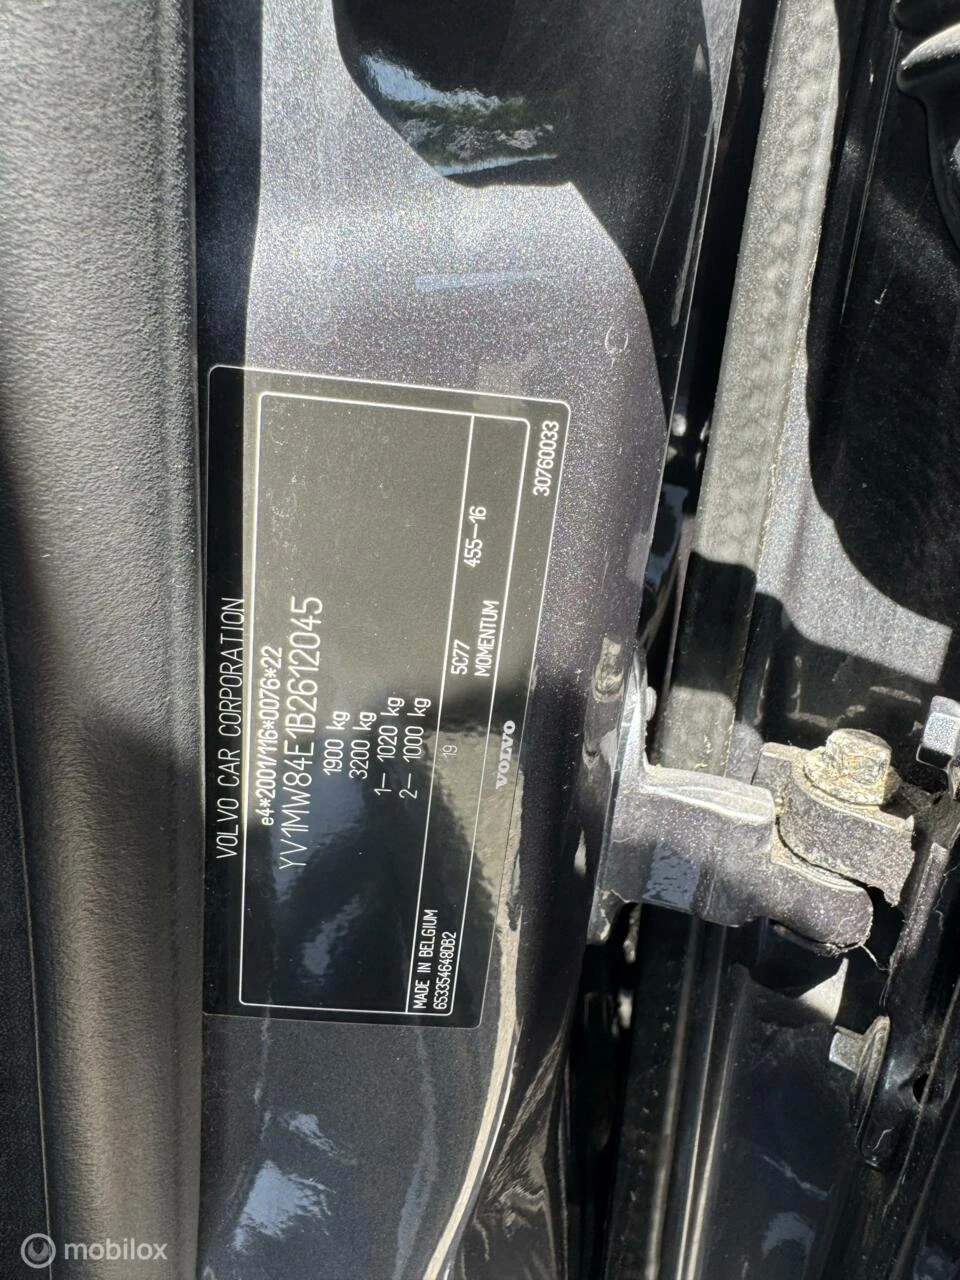 VOLVO CAR CORPORATION
e4*2001/116*0076*22
YV1MW84E1B2612045
1900 kg
3200 kg
1– 1020 kg
2– 1000 kg
19 5C77 455–16
MADE IN BELGIUM MOMENTUM
653354648DB2
VOLVO 30760033
mobilox